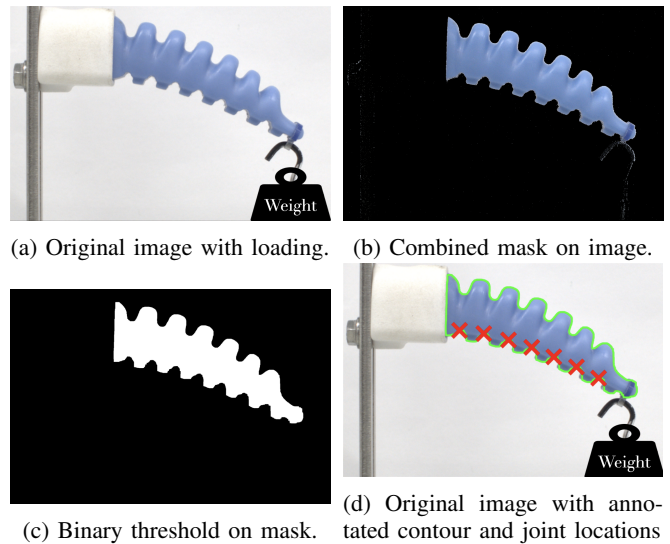 Weight
(a) Original image with loading.
(b) Combined mask on image.
Weight
(c) Binary threshold on mask.
(d) Original image with anno-
tated contour and joint locations